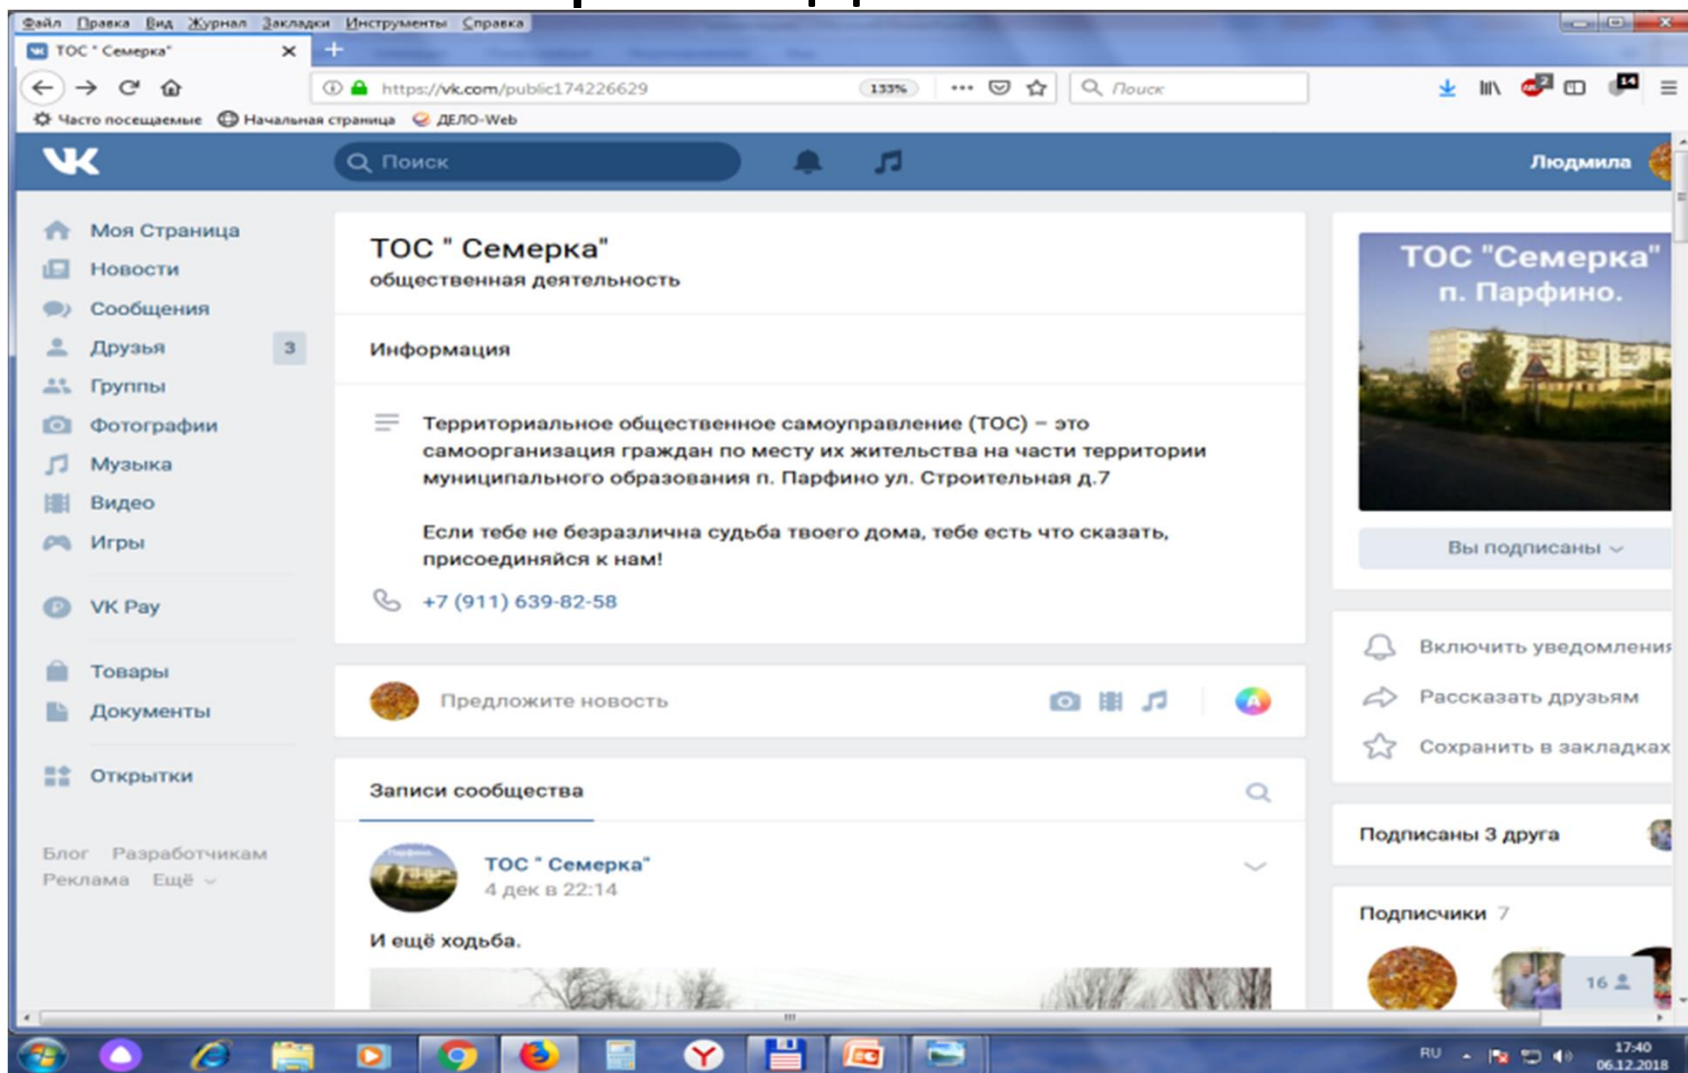 Файл Правка Вид Журнал Закладки Инструменты Справка
ТОС " Семерка"
https://vk.com/public174226629
133%
Поиск
2
14
Часто посещаемые Начальная страница ДЕЛО-Web
Поиск
Людмила
Моя Страница
Новости
Сообщения
Друзья 3
Группы
Фотографии
Музыка
Видео
Игры
VK Pay
Товары
Документы
Открытки
Блог Разработчикам
Реклама Ещё
ТОС " Семерка"
общественная деятельность
Информация
Территориальное общественное самоуправление (ТОС) – это
самоорганизация граждан по месту их жительства на части территории
муниципального образования п. Парфино ул. Строительная д.7
Если тебе не безразлична судьба твоего дома, тебе есть что сказать,
присоединяйся к нам!
+7 (911) 639-82-58
Предложите новость
Записи сообщества
ТОС " Семерка"
4 дек в 22:14
И ещё ходьба.
ТОС "Семерка"
п. Парфино.
Вы подписаны
Включить уведомления
Рассказать друзьям
Сохранить в закладках
Подписаны 3 друга
Подписчики 7
16
RU
17:40
06.12.2018